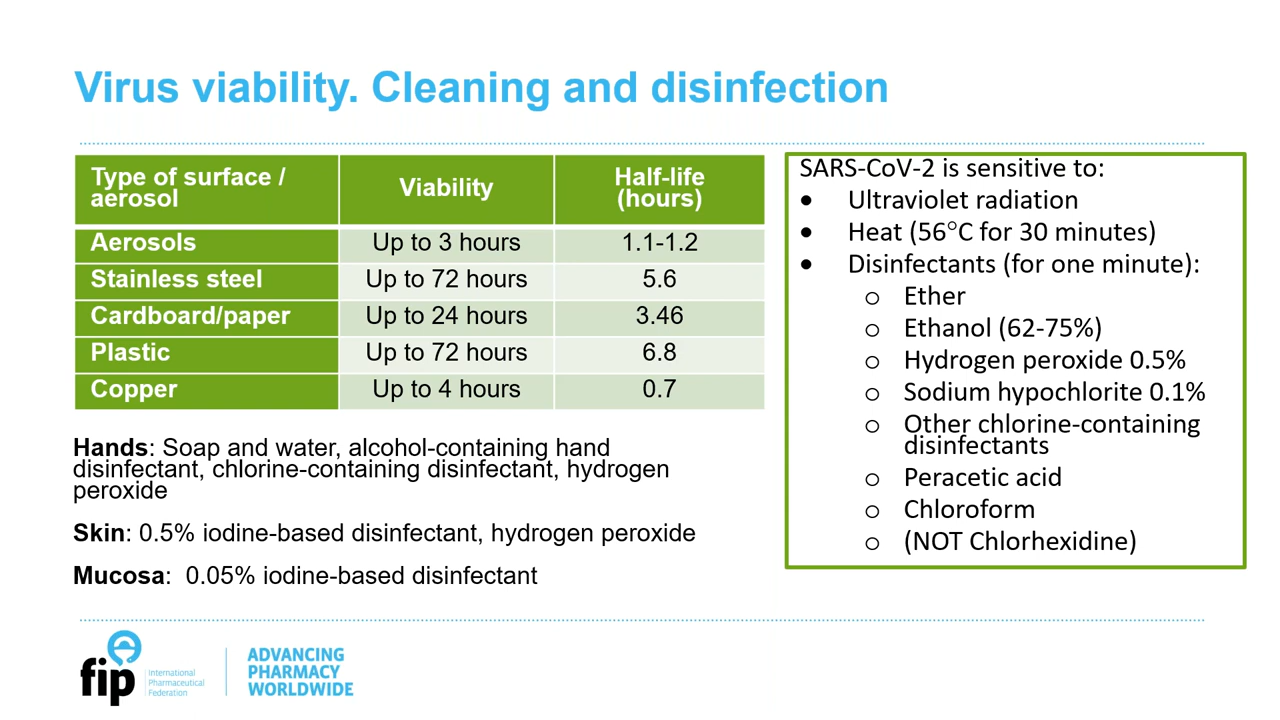 Virus viability. Cleaning and disinfection
Type of surface /
aerosol
Viability
Half-life
(hours)
Aerosols
Up to 3 hours
1.1-1.2
Stainless steel
Up to 72 hours
5.6
Cardboard/paper
Up to 24 hours
3.46
Plastic
Up to 72 hours
6.8
Copper
Up to 4 hours
0.7
Hands: Soap and water, alcohol-containing hand
disinfectant, chlorine-containing disinfectant, hydrogen
peroxide
Skin: 0.5% iodine-based disinfectant, hydrogen peroxide
Mucosa:  0.05% iodine-based disinfectant
SARS-CoV-2 is sensitive to:
• Ultraviolet radiation
• Heat (56°C for 30 minutes)
• Disinfectants (for one minute):
o Ether
o Ethanol (62-75%)
o Hydrogen peroxide 0.5%
o Sodium hypochlorite 0.1%
o Other chlorine-containing
disinfectants
o Peracetic acid
o Chloroform
o (NOT Chlorhexidine)
fip
International
Pharmaceutical
Federation
ADVANCING
PHARMACY
WORLDWIDE